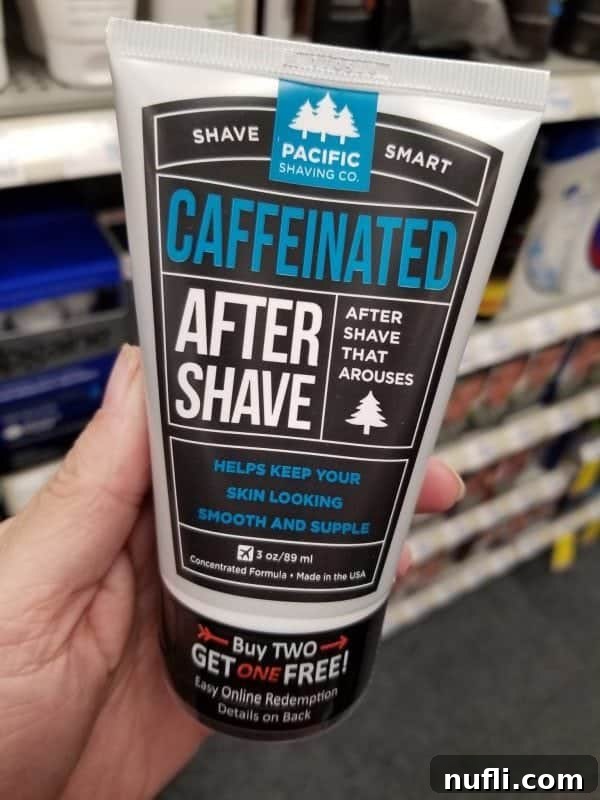 SHAVE
PACIFIC
SHAVING CO.
SMART
CAFFEINATED
AFTER
SHAVE
AFTER
SHAVE
THAT
AROUSES
HELPS KEEP YOUR
SKIN LOOKING
SMOOTH AND SUPPLE
3 oz/89 ml
Concentrated Formula • Made in the USA
Buy TWO
GET ONE FREE!
Easy Online Redemption
Details on Back
nufli.com